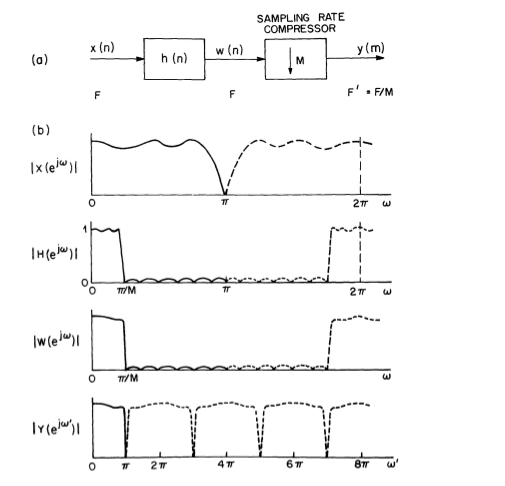 SAMPLING RATE
COMPRESSOR
(a)
x(n)
h(n)
w(n)
↓M
y(m)
F
F
F' = F/M
(b)
|X(e^{jω})|
0
π
2π
ω
1
|H(e^{jω})|
0
0
π/M
π
2π
ω
|W(e^{jω})|
0
π/M
ω
|Y(e^{jω'})|
0
π
2π
4π
6π
8π
ω'